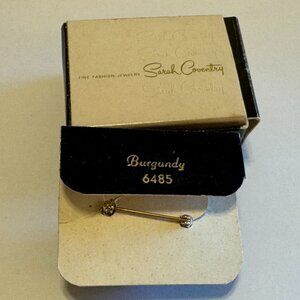 FINE FASHION JEWELRY Sarah Coventry
Burgundy
6485